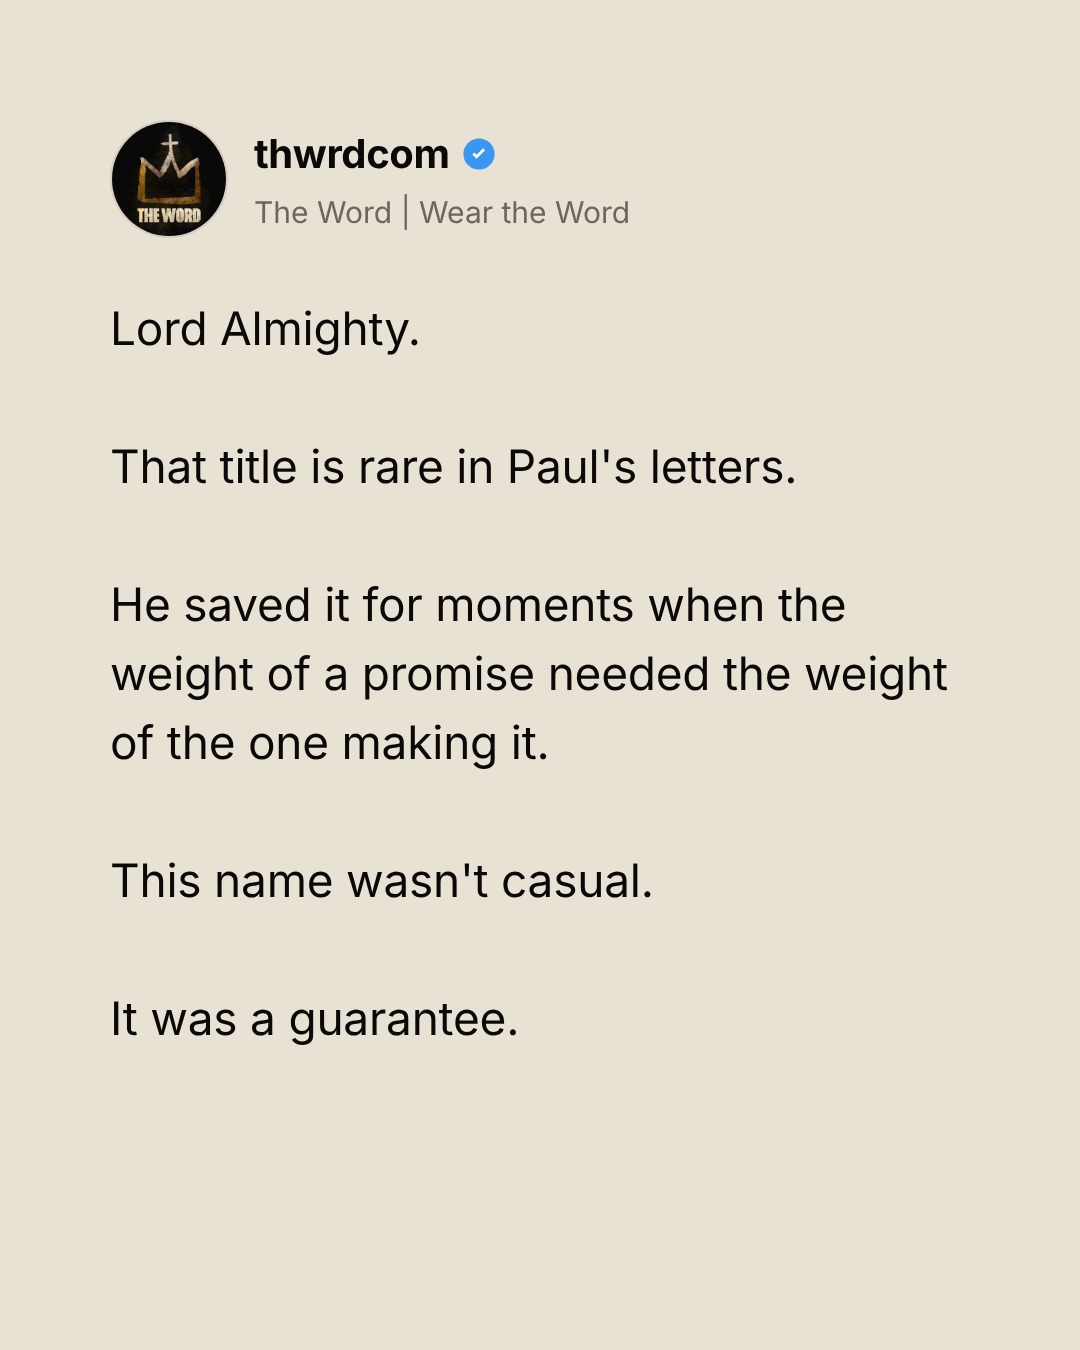 THE WORD
thwrdcom
The Word | Wear the Word
Lord Almighty.
That title is rare in Paul's letters.
He saved it for moments when the
weight of a promise needed the weight
of the one making it.
This name wasn't casual.
It was a guarantee.